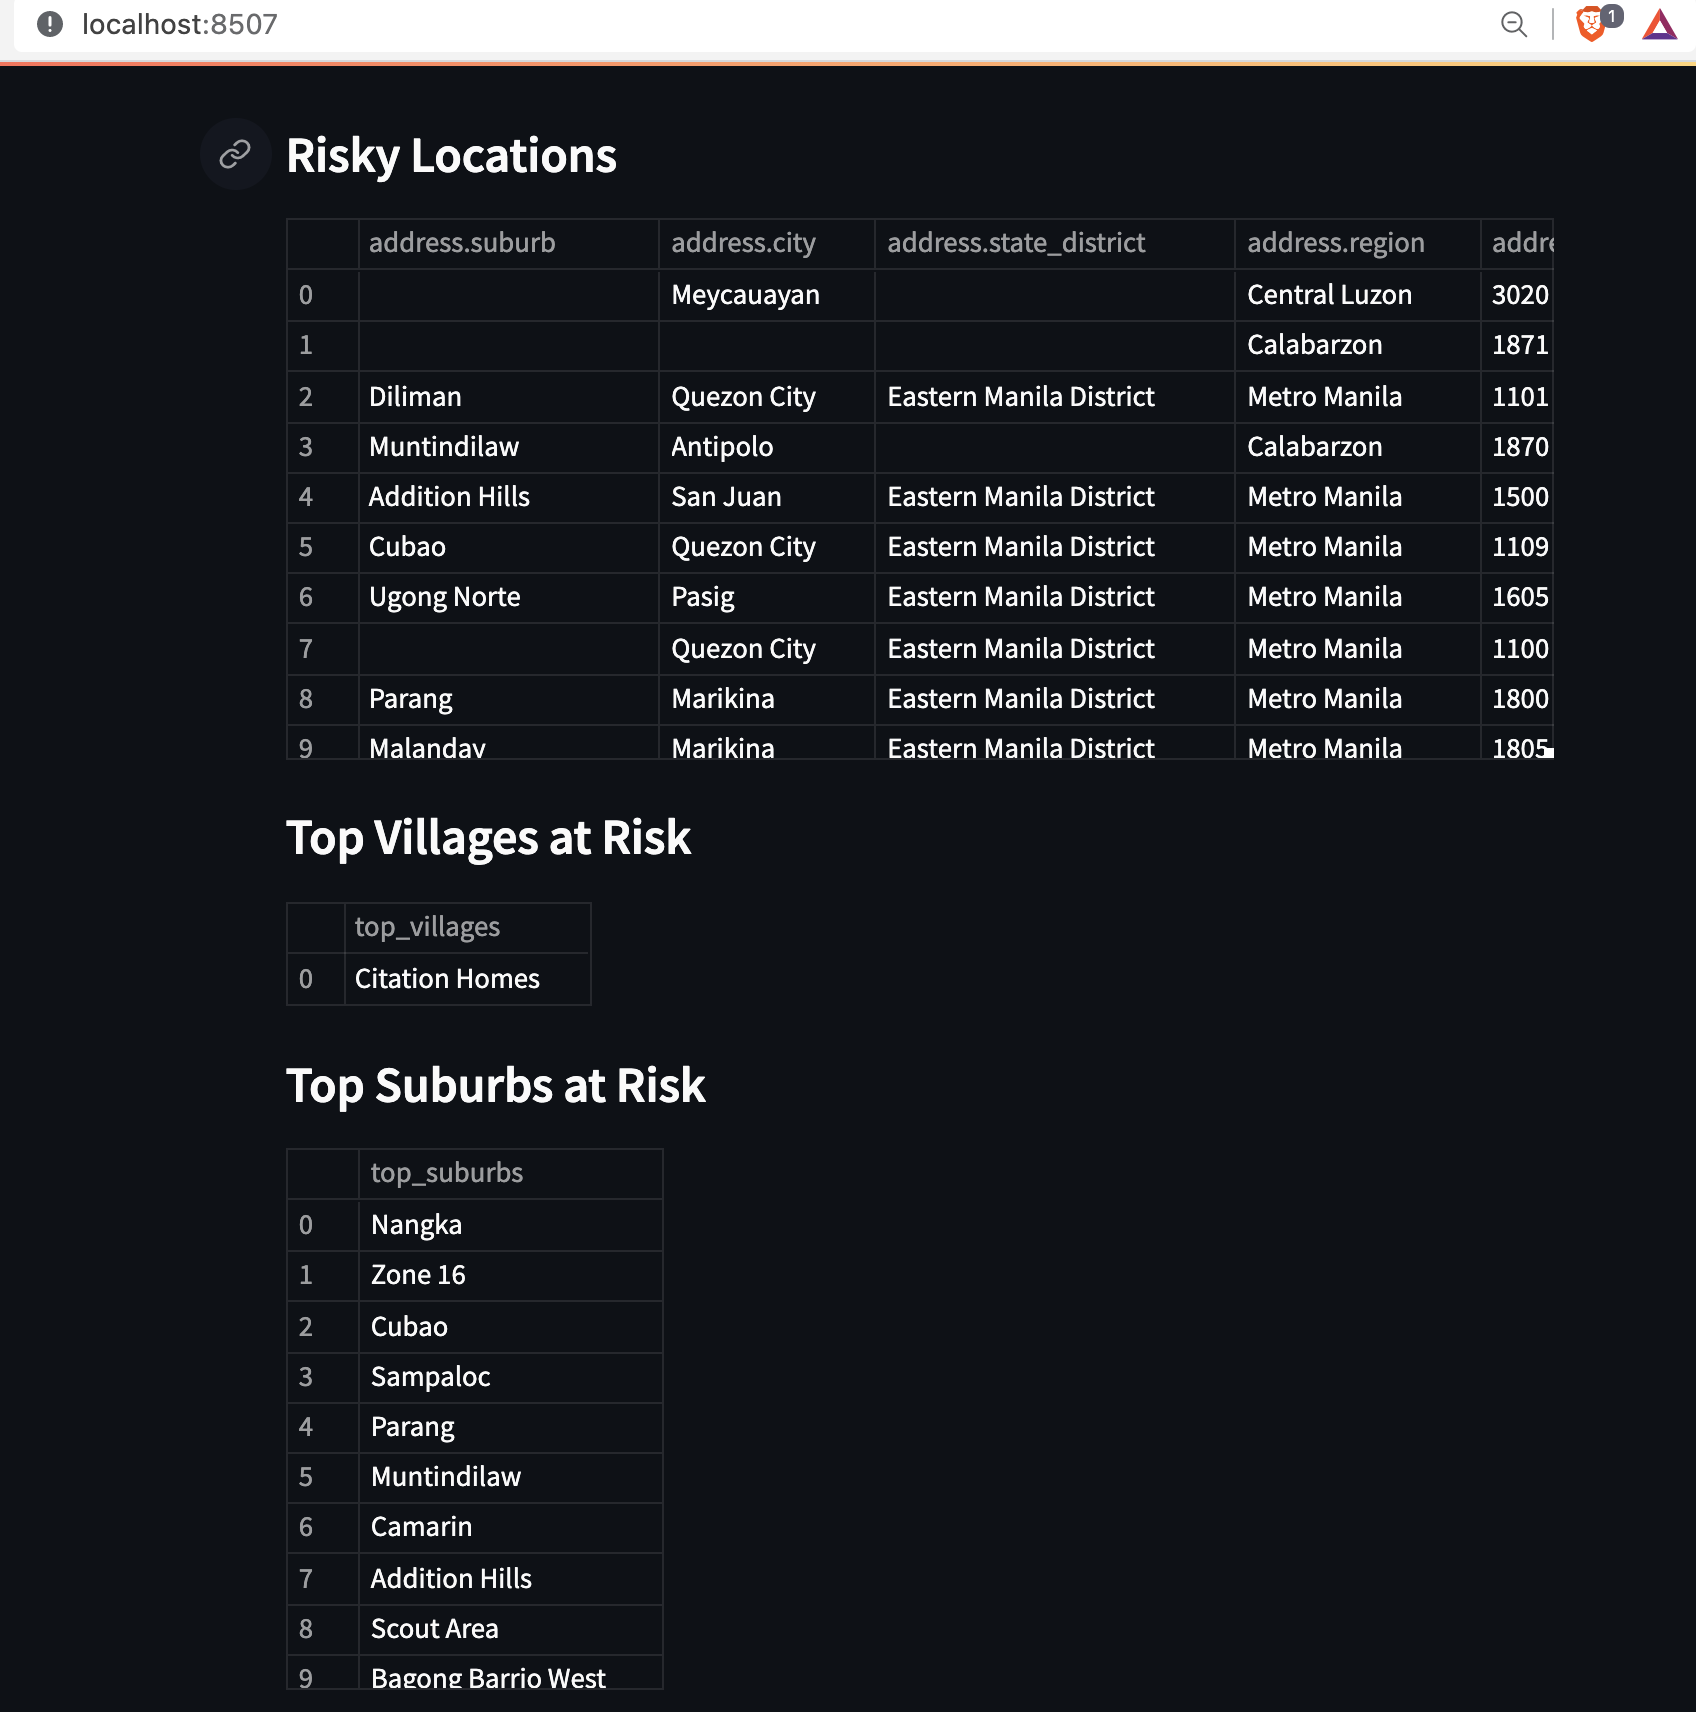 localhost:8507
1
Risky Locations
address.suburb address.city address.state_district address.region addre
0 Meycauayan Central Luzon 3020
1 Calabarzon 1871
2 Diliman Quezon City Eastern Manila District Metro Manila 1101
3 Muntindilaw Antipolo Calabarzon 1870
4 Addition Hills San Juan Eastern Manila District Metro Manila 1500
5 Cubao Quezon City Eastern Manila District Metro Manila 1109
6 Ugong Norte Pasig Eastern Manila District Metro Manila 1605
7 Quezon City Eastern Manila District Metro Manila 1100
8 Parang Marikina Eastern Manila District Metro Manila 1800
9 Malanday Marikina Eastern Manila District Metro Manila 1805
Top Villages at Risk
top_villages
0 Citation Homes
Top Suburbs at Risk
top_suburbs
0 Nangka
1 Zone 16
2 Cubao
3 Sampaloc
4 Parang
5 Muntindilaw
6 Camarin
7 Addition Hills
8 Scout Area
9 Bagong Barrio West